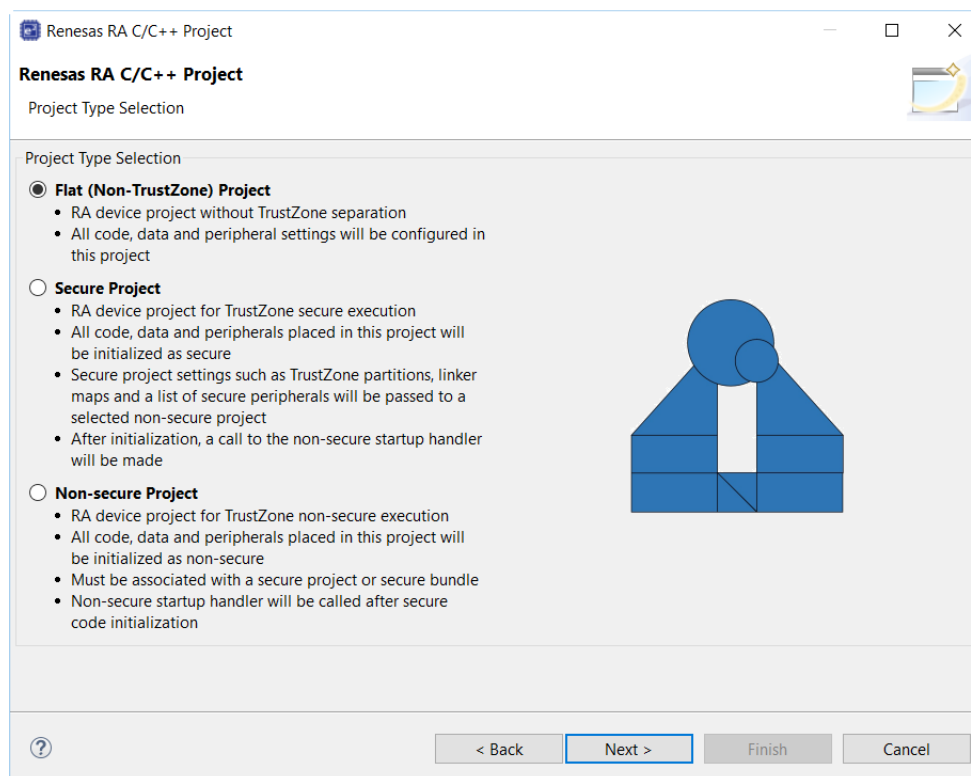 Renesas RA C/C++ Project
Renesas RA C/C++ Project
Project Type Selection
Project Type Selection
Flat (Non-TrustZone) Project
• RA device project without TrustZone separation
• All code, data and peripheral settings will be configured in
this project
Secure Project
• RA device project for TrustZone secure execution
• All code, data and peripherals placed in this project will
be initialized as secure
• Secure project settings such as TrustZone partitions, linker
maps and a list of secure peripherals will be passed to a
selected non-secure project
• After initialization, a call to the non-secure startup handler
will be made
Non-secure Project
• RA device project for TrustZone non-secure execution
• All code, data and peripherals placed in this project will
be initialized as non-secure
• Must be associated with a secure project or secure bundle
• Non-secure startup handler will be called after secure
code initialization
? < Back Next > Finish Cancel